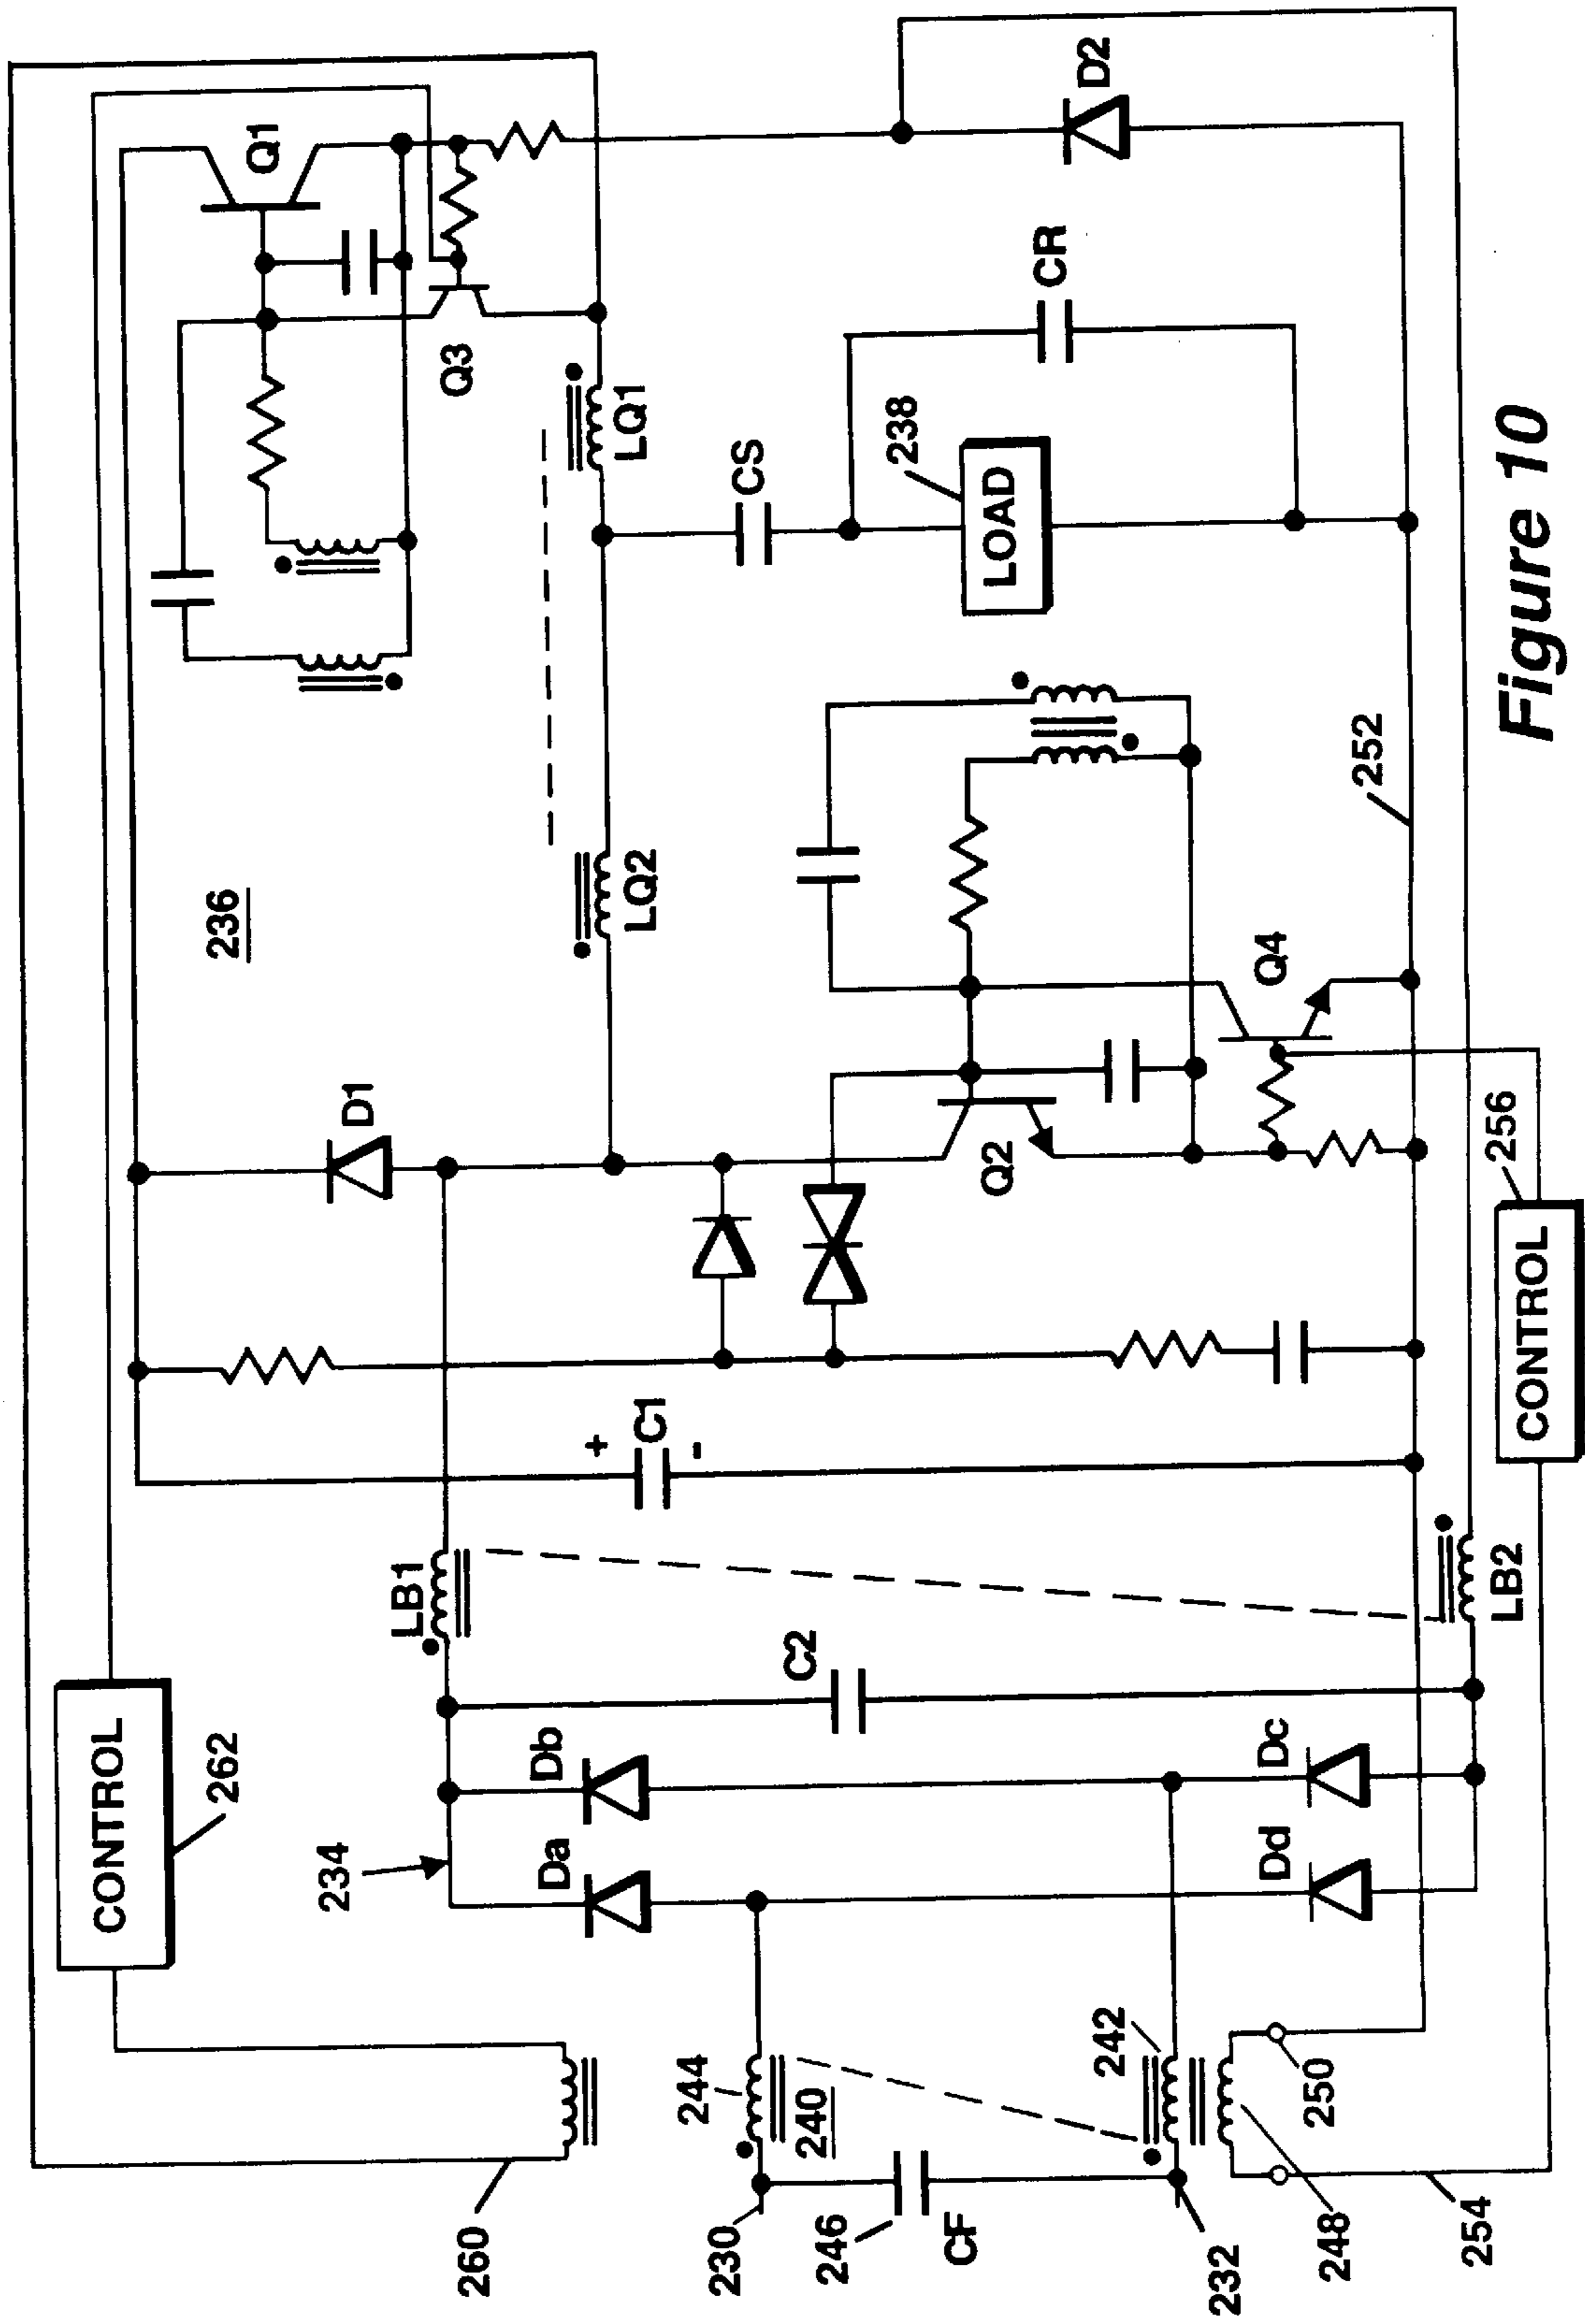 CONTROL
262
260
236
Q1
Q3
LQ1
LQ2
D1
D2
CS
CR
238
LOAD
234
Da
Db
Dc
Dd
LB1
LB2
C2
+
C1
-
Q2
Q4
252
256
CONTROL
244
240
242
230
246
CF
232
248
250
254
Figure 10